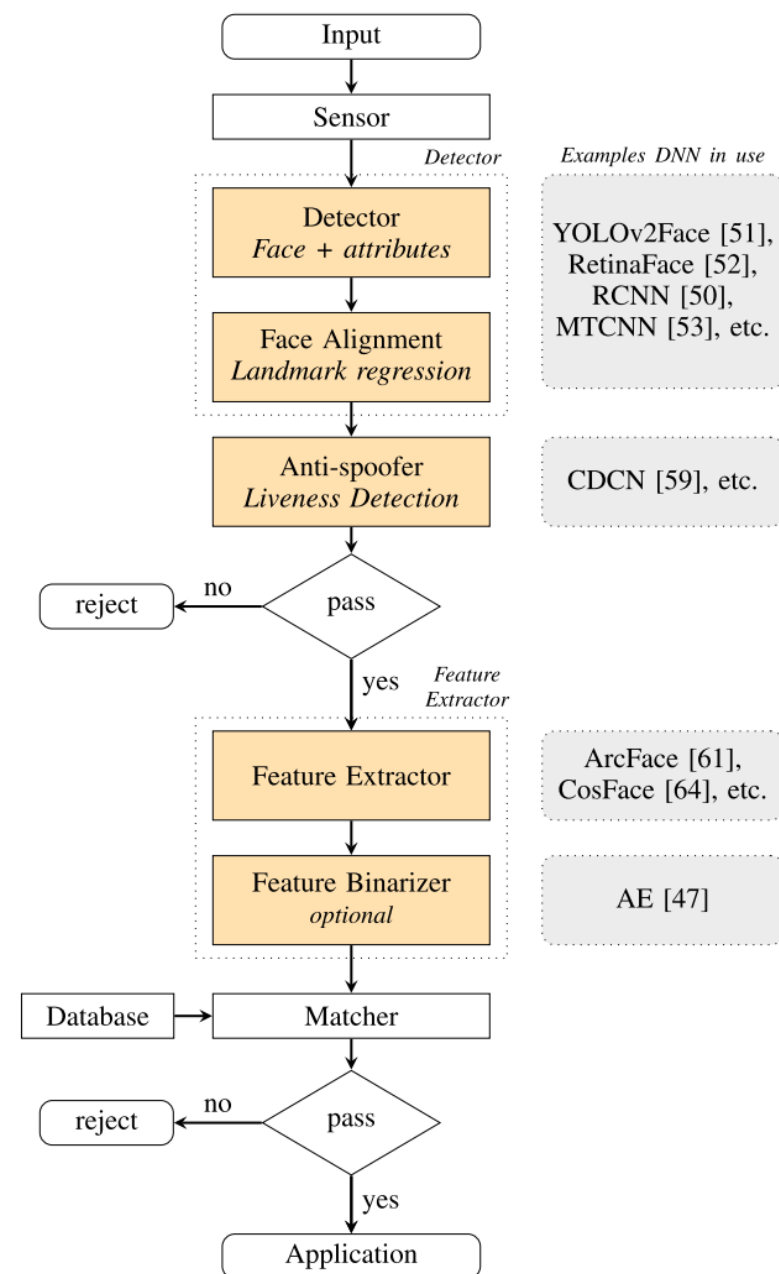 Input
Sensor
Detector
Examples DNN in use
Detector
Face + attributes
YOLOv2Face [51],
RetinaFace [52],
RCNN [50],
MTCNN [53], etc.
Face Alignment
Landmark regression
Anti-spoofer
Liveness Detection
CDCN [59], etc.
pass
no
reject
yes
Feature
Extractor
Feature Extractor
ArcFace [61],
CosFace [64], etc.
Feature Binarizer
optional
AE [47]
Database
Matcher
pass
no
reject
yes
Application